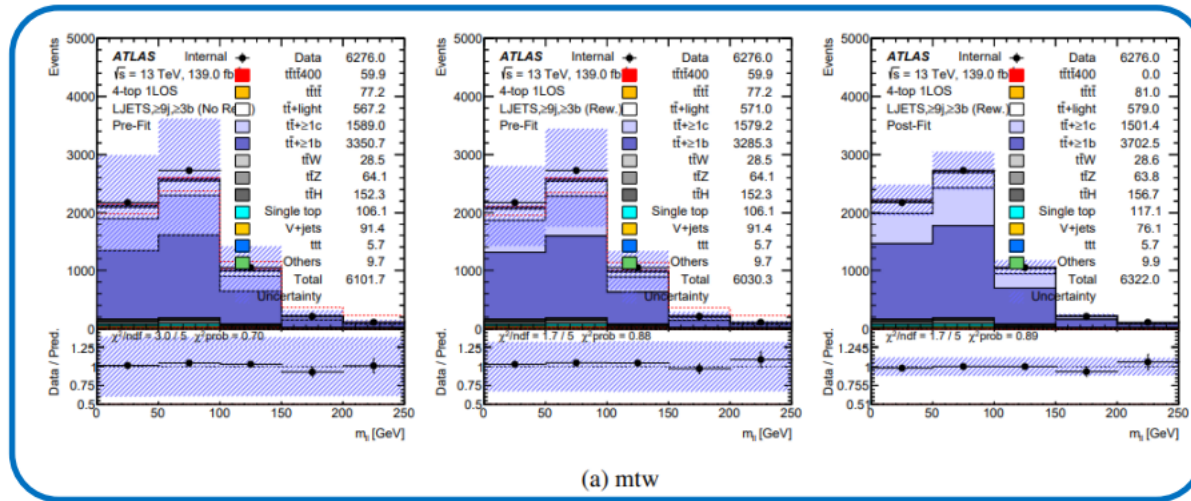 5000
4000
3000
2000
1000
0
Events
ATLAS Internal
√s = 13 TeV, 139.0 fb
4-top 1LOS
LJETS,≥9j,≥3b (No Re
Pre-Fit
Data 6276.0
tt̄tt̄400 59.9
tt̄tt̄ 77.2
tt̄+light 567.2
tt̄+≥1c 1589.0
tt̄+≥1b 3350.7
tt̄W 28.5
tt̄Z 64.1
tt̄H 152.3
Single top 106.1
V+jets 91.4
ttt 5.7
Others 9.7
Total 6101.7
Uncertainty
χ²/ndf = 3.0 / 5 χ²prob = 0.70
Data / Pred.
1.245
1
0.75
0.5
0 50 100 150 200 250
m_ll [GeV]
5000
4000
3000
2000
1000
0
Events
ATLAS Internal
√s = 13 TeV, 139.0 fb
4-top 1LOS
LJETS,≥9j,≥3b (Rew.)
Pre-Fit
Data 6276.0
tt̄tt̄400 59.9
tt̄tt̄ 77.2
tt̄+light 571.0
tt̄+≥1c 1579.2
tt̄+≥1b 3285.3
tt̄W 28.5
tt̄Z 64.1
tt̄H 152.3
Single top 106.1
V+jets 91.4
ttt 5.7
Others 9.7
Total 6030.3
Uncertainty
χ²/ndf = 1.7 / 5 χ²prob = 0.88
Data / Pred.
1.245
1
0.75
0.5
0 50 100 150 200 250
m_ll [GeV]
5000
4000
3000
2000
1000
0
Events
ATLAS Internal
√s = 13 TeV, 139.0 fb
4-top 1LOS
LJETS,≥9j,≥3b (Rew.)
Post-Fit
Data 6276.0
tt̄tt̄400 0.0
tt̄tt̄ 81.0
tt̄+light 579.0
tt̄+≥1c 1501.4
tt̄+≥1b 3702.5
tt̄W 28.6
tt̄Z 63.8
tt̄H 156.7
Single top 117.1
V+jets 76.1
ttt 5.7
Others 9.9
Total 6322.0
Uncertainty
χ²/ndf = 1.7 / 5 χ²prob = 0.89
Data / Pred.
1.245
1
0.755
0.51
0 50 100 150 200 250
m_ll [GeV]
(a) mtw